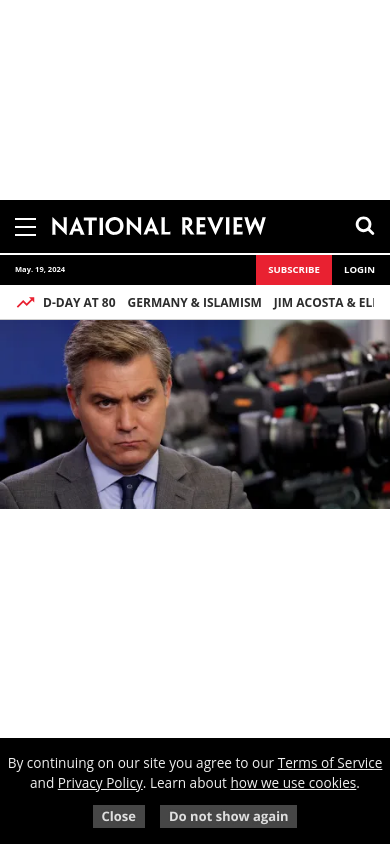 NATIONAL REVIEW
May. 19, 2024
SUBSCRIBE
LOGIN
D-DAY AT 80 GERMANY & ISLAMISM JIM ACOSTA &
By continuing on our site you agree to our Terms of Service
and Privacy Policy. Learn about how we use cookies.
Close
Do not show again